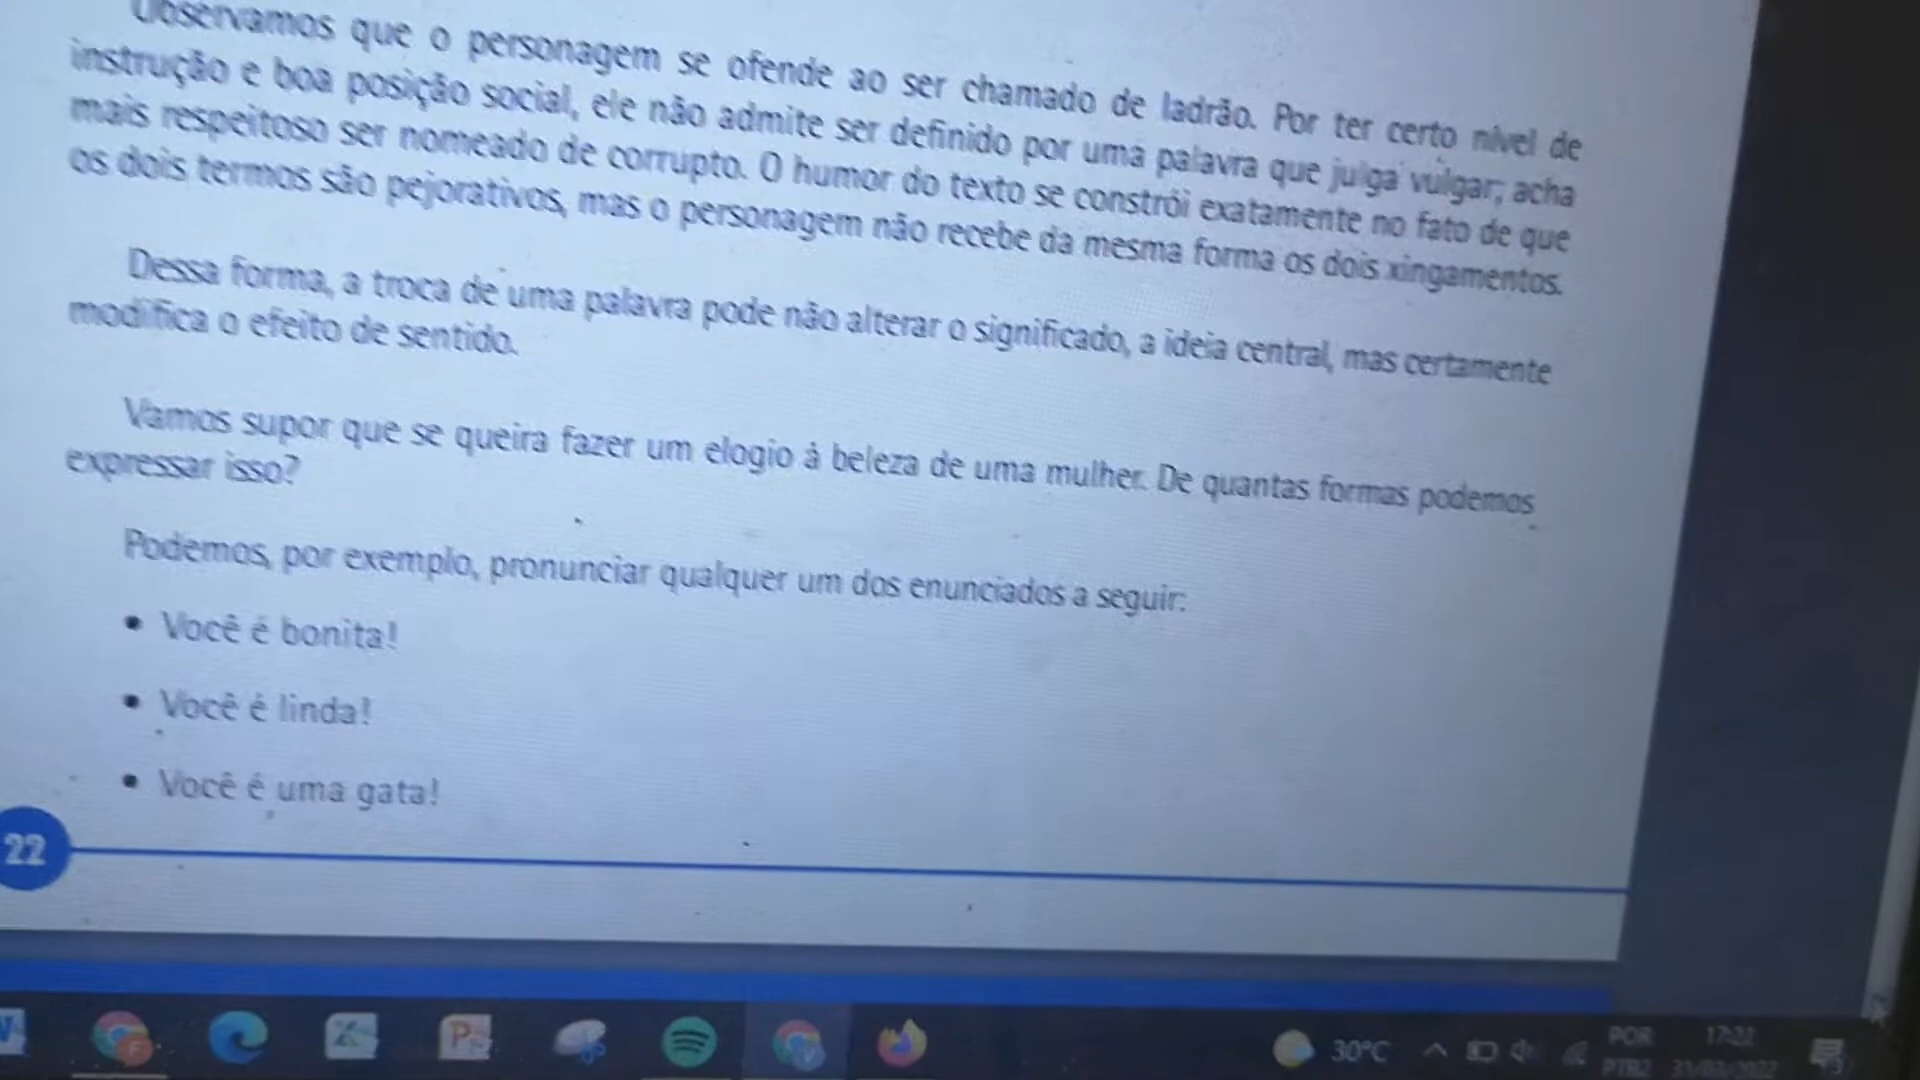 Observamos que o personagem se ofende ao ser chamado de ladrão. Por ter certo nível de
instrução e boa posição social, ele não admite ser definido por uma palavra que julga vulgar; acha
mais respeitoso ser nomeado de corrupto. O humor do texto se constrói exatamente no fato de que
os dois termos são pejorativos, mas o personagem não recebe da mesma forma os dois xingamentos.
Dessa forma, a troca de uma palavra pode não alterar o significado, a ideia central, mas certamente
modifica o efeito de sentido.
Vamos supor que se queira fazer um elogio à beleza de uma mulher. De quantas formas podemos
expressar isso?
Podemos, por exemplo, pronunciar qualquer um dos enunciados a seguir:
• Você é bonita!
• Você é linda!
• Você é uma gata!
22
30°C
POR
PTB2